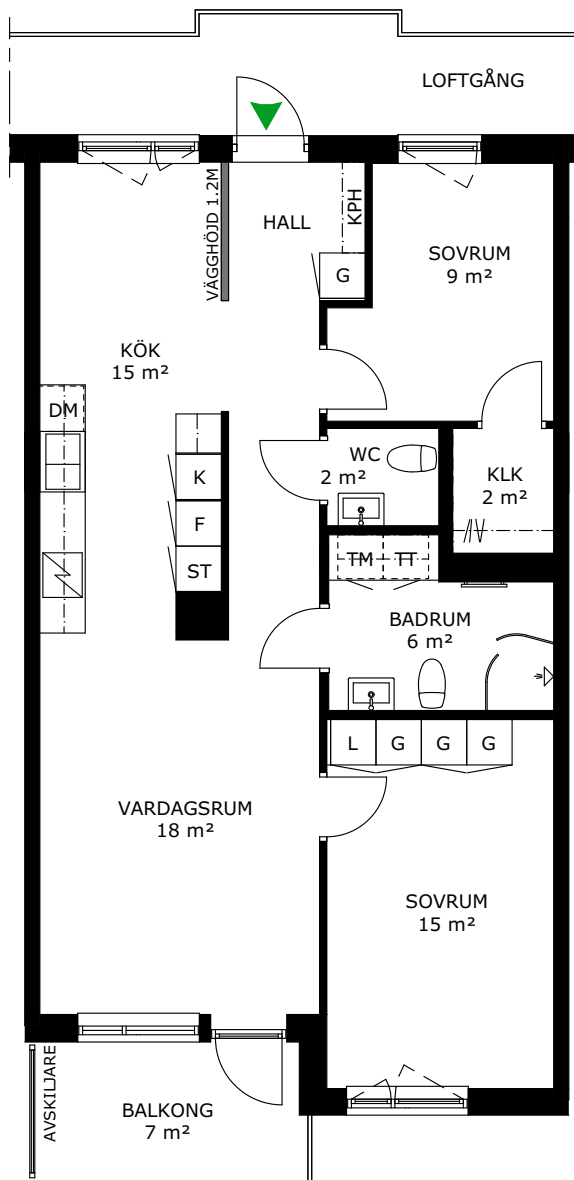 LOFTGÅNG
VÄGGHÖJD 1.2M
HALL
KPH
G
SOVRUM
9 m²
KÖK
15 m²
DM
K
F
ST
WC
2 m²
KLK
2 m²
TM
TT
BADRUM
6 m²
L
G
G
G
VARDAGSRUM
18 m²
SOVRUM
15 m²
AVSKILJARE
BALKONG
7 m²